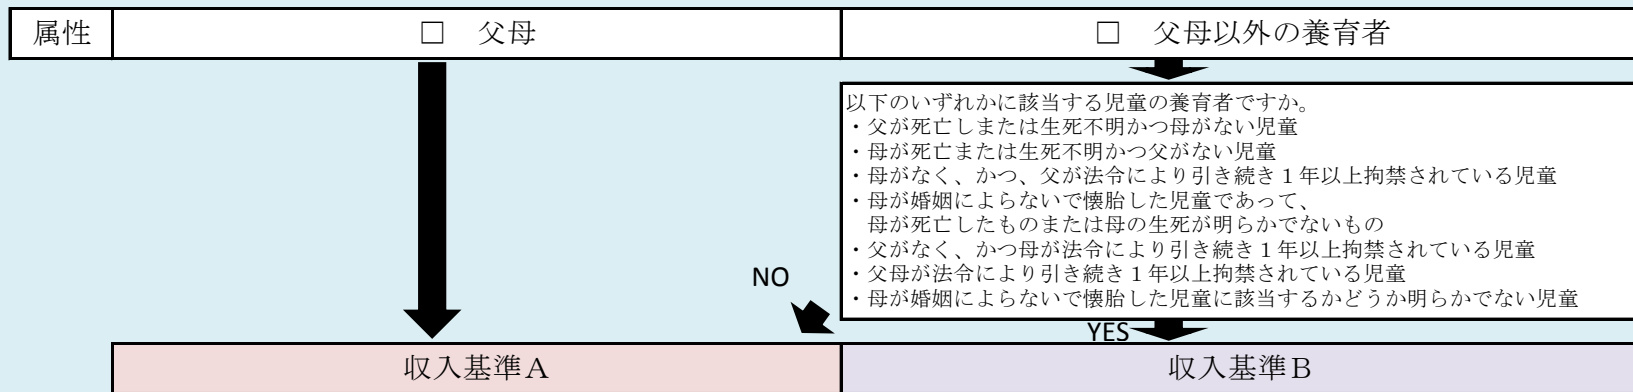 属性
□ 父母
□ 父母以外の養育者
以下のいずれかに該当する児童の養育者ですか。
・父が死亡しまたは生死不明かつ母がない児童
・母が死亡または生死不明かつ父がない児童
・母がなく、かつ、父が法令により引き続き１年以上拘禁されている児童
・母が婚姻によらないで懐胎した児童であって、
母が死亡したものまたは母の生死が明らかでないもの
・父がなく、かつ母が法令により引き続き１年以上拘禁されている児童
・父母が法令により引き続き１年以上拘禁されている児童
・母が婚姻によらないで懐胎した児童に該当するかどうか明らかでない児童
NO
YES
収入基準Ａ
収入基準Ｂ